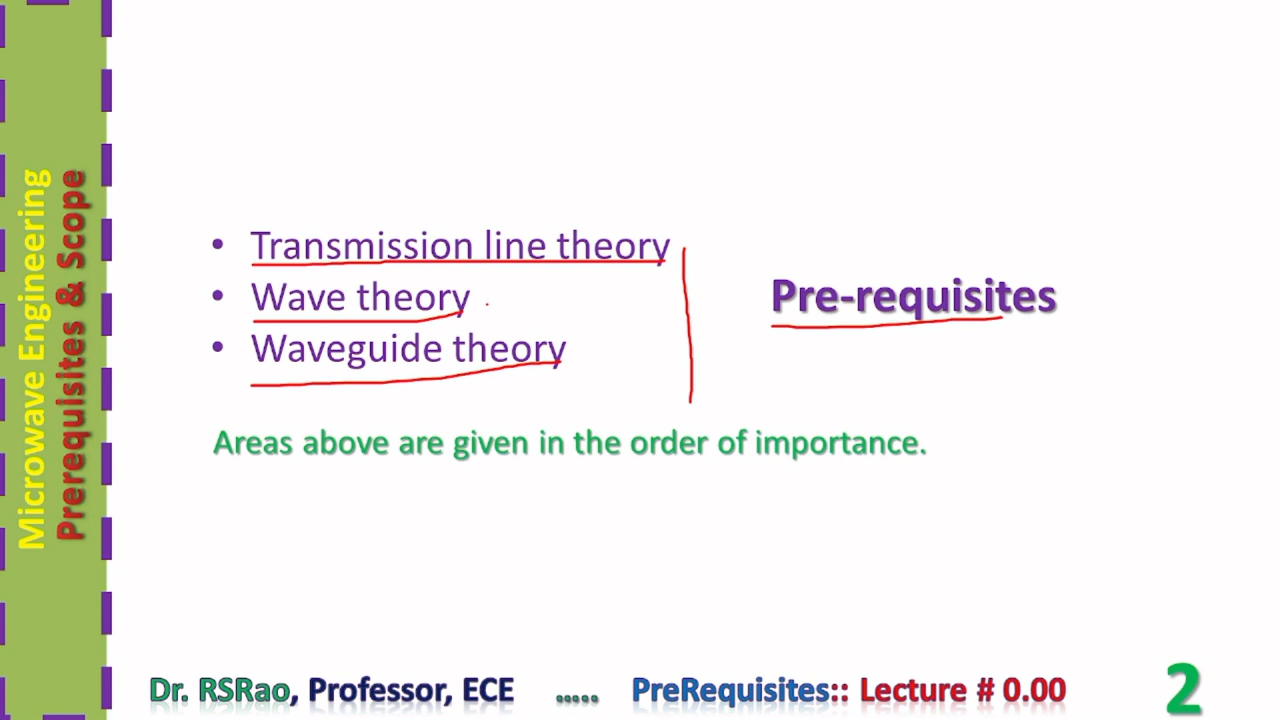 Microwave Engineering
Prerequisites & Scope
• Transmission line theory
• Wave theory
• Waveguide theory
Pre-requisites
Areas above are given in the order of importance.
Dr. RSRao, Professor, ECE ..... PreRequisites:: Lecture # 0.00 2